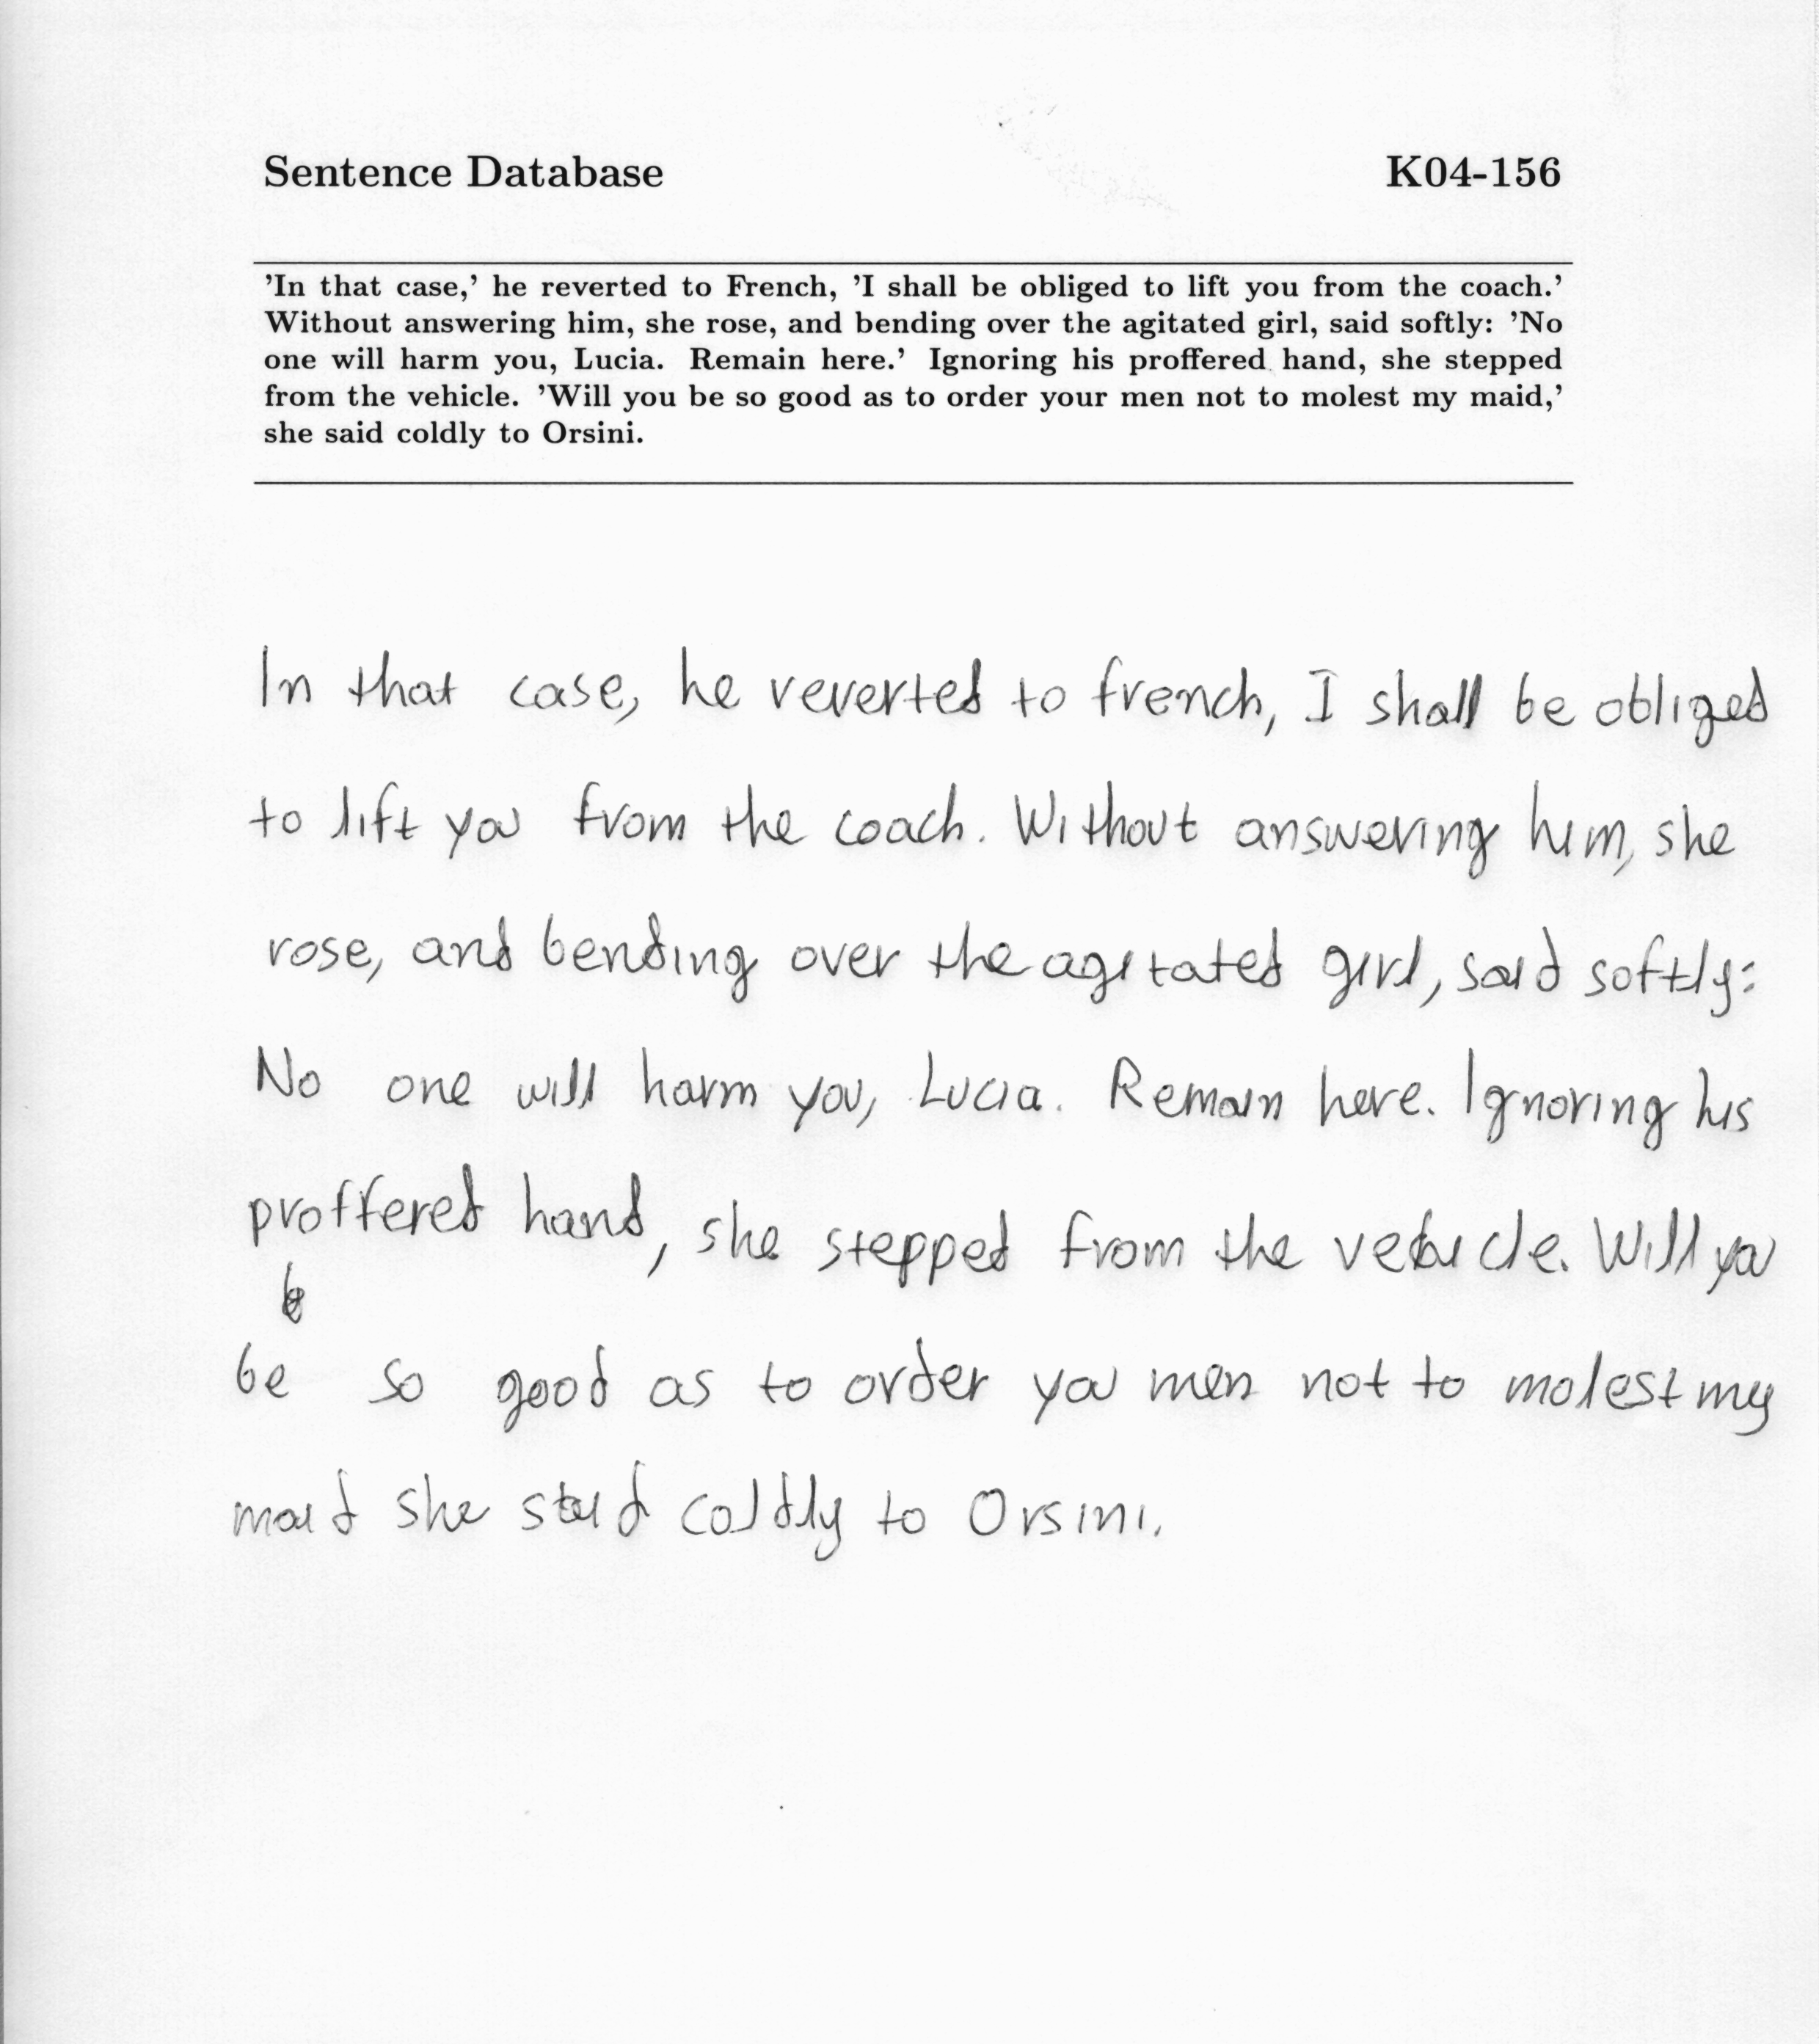 Sentence Database K04-156
'In that case,' he reverted to French, 'I shall be obliged to lift you from the coach.'
Without answering him, she rose, and bending over the agitated girl, said softly: 'No
one will harm you, Lucia. Remain here.' Ignoring his proffered hand, she stepped
from the vehicle. 'Will you be so good as to order your men not to molest my maid,'
she said coldly to Orsini.
In that case, he reverted to french, I shall be obliged
to lift you from the coach. Without answering him, she
rose, and bending over the agitated girl, said softly:
No one will harm you, Lucia. Remain here. Ignoring his
proffered hand, she stepped from the vehicle. Will you
be so good as to order you men not to molest my
maid she said coldly to Orsini.